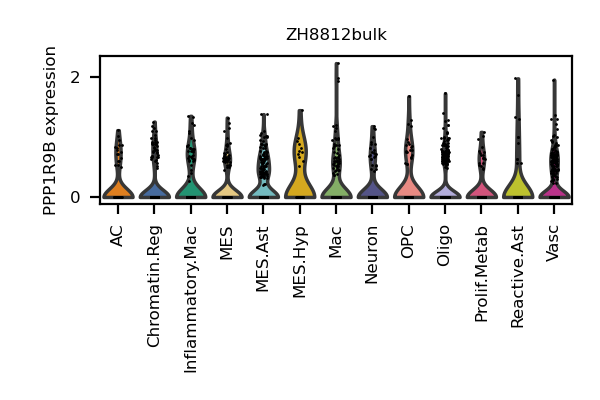 ZH8812bulk
PPP1R9B expression
2
0
AC
Chromatin.Reg
Inflammatory.Mac
MES
MES.Ast
MES.Hyp
Mac
Neuron
OPC
Oligo
Prolif.Metab
Reactive.Ast
Vasc